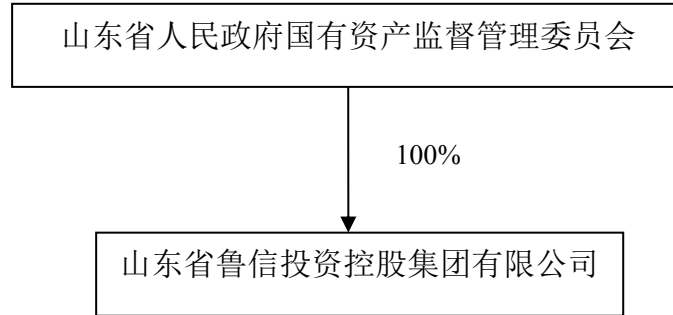 山东省人民政府国有资产监督管理委员会
100%
山东省鲁信投资控股集团有限公司